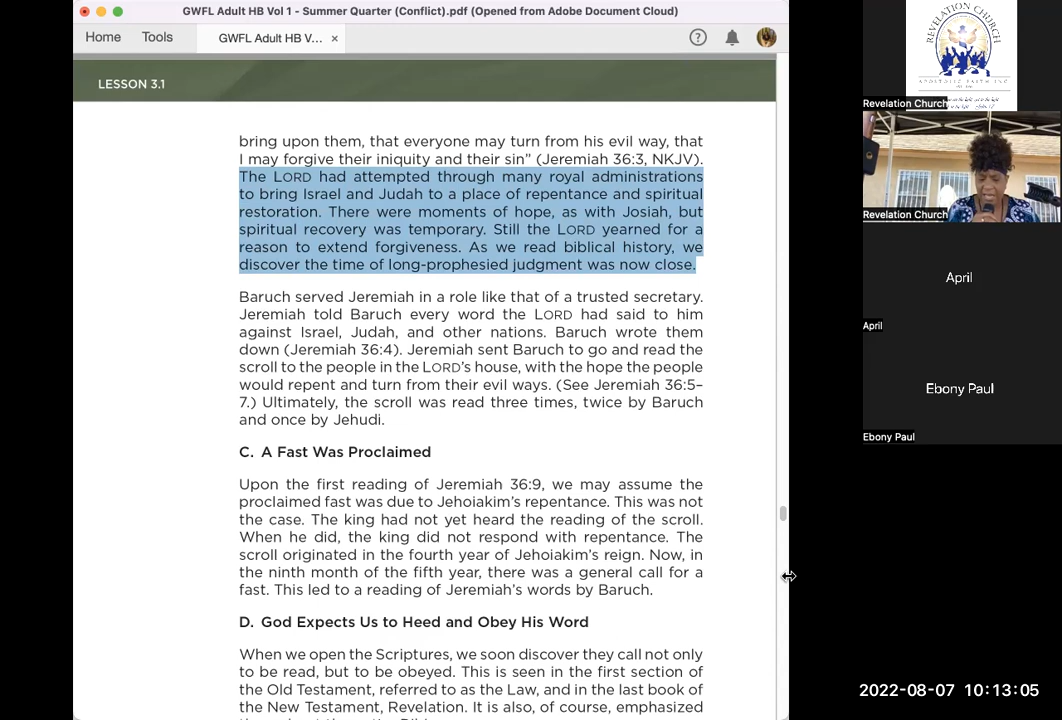 GWFL Adult HB Vol 1 - Summer Quarter (Conflict).pdf (Opened from Adobe Document Cloud)
Home Tools GWFL Adult HB V... ×
LESSON 3.1
bring upon them, that everyone may turn from his evil way, that
I may forgive their iniquity and their sin” (Jeremiah 36:3, NKJV).
The LORD had attempted through many royal administrations
to bring Israel and Judah to a place of repentance and spiritual
restoration. There were moments of hope, as with Josiah, but
spiritual recovery was temporary. Still the LORD yearned for a
reason to extend forgiveness. As we read biblical history, we
discover the time of long-prophesied judgment was now close.
Baruch served Jeremiah in a role like that of a trusted secretary.
Jeremiah told Baruch every word the LORD had said to him
against Israel, Judah, and other nations. Baruch wrote them
down (Jeremiah 36:4). Jeremiah sent Baruch to go and read the
scroll to the people in the LORD’s house, with the hope the people
would repent and turn from their evil ways. (See Jeremiah 36:5–
7.) Ultimately, the scroll was read three times, twice by Baruch
and once by Jehudi.
C. A Fast Was Proclaimed
Upon the first reading of Jeremiah 36:9, we may assume the
proclaimed fast was due to Jehoiakim’s repentance. This was not
the case. The king had not yet heard the reading of the scroll.
When he did, the king did not respond with repentance. The
scroll originated in the fourth year of Jehoiakim’s reign. Now, in
the ninth month of the fifth year, there was a general call for a
fast. This led to a reading of Jeremiah’s words by Baruch.
D. God Expects Us to Heed and Obey His Word
When we open the Scriptures, we soon discover they call not only
to be read, but to be obeyed. This is seen in the first section of
the Old Testament, referred to as the Law, and in the last book of
the New Testament, Revelation. It is also, of course, emphasized
REVELATION CHURCH
APOSTOLIC FAITH INC
Revelation Church
Revelation Church
April
April
Ebony Paul
Ebony Paul
2022-08-07 10:13:05